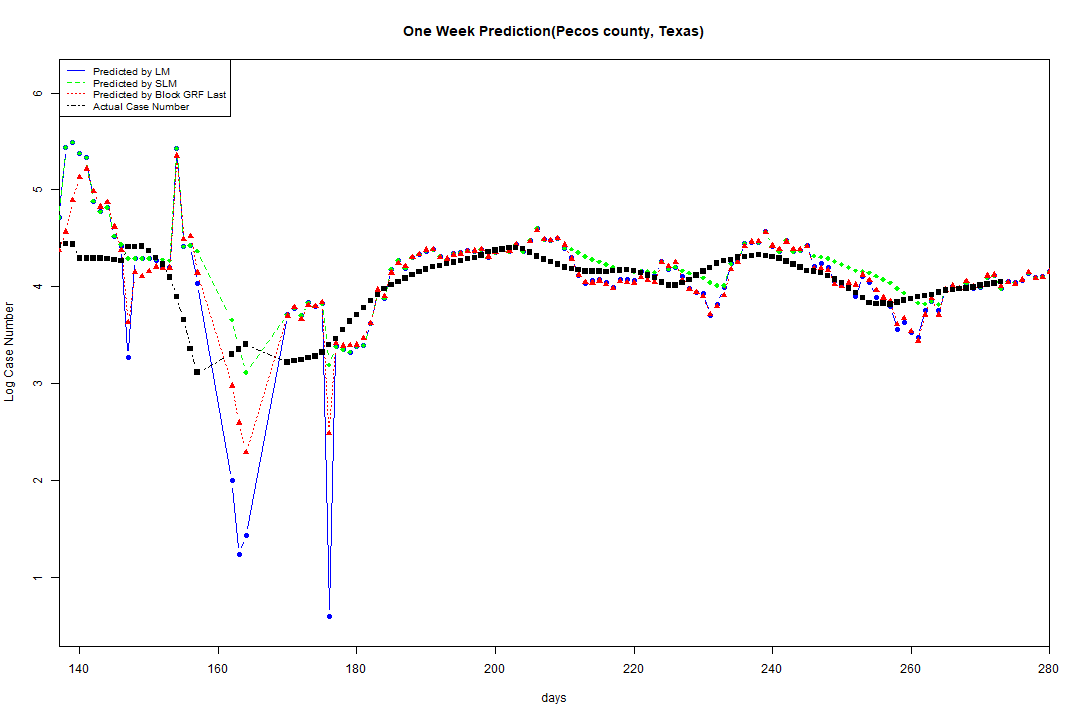 One Week Prediction(Pecos county, Texas)
Predicted by LM
Predicted by SLM
Predicted by Block GRF Last
Actual Case Number
6
5
4
3
2
1
Log Case Number
140 160 180 200 220 240 260 280
days